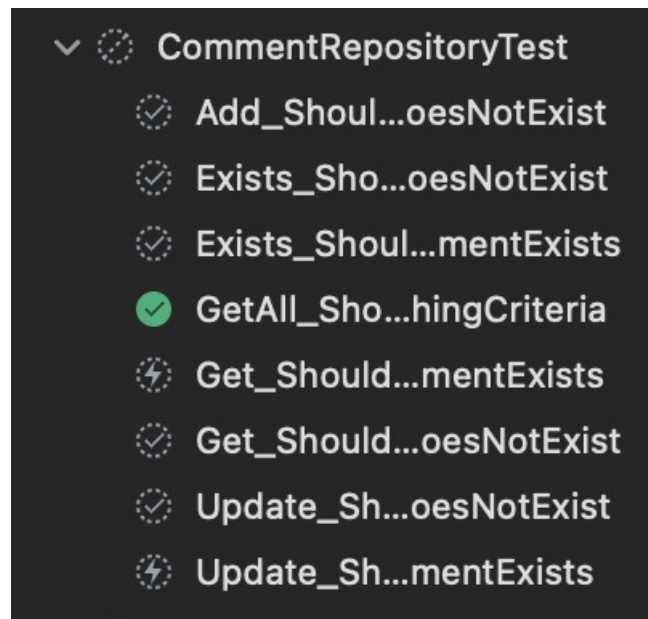 CommentRepositoryTest
Add_Shoul...oesNotExist
Exists_Sho...oesNotExist
Exists_Shoul...mentExists
GetAll_Sho...hingCriteria
Get_Should...mentExists
Get_Should...oesNotExist
Update_Sh...oesNotExist
Update_Sh...mentExists